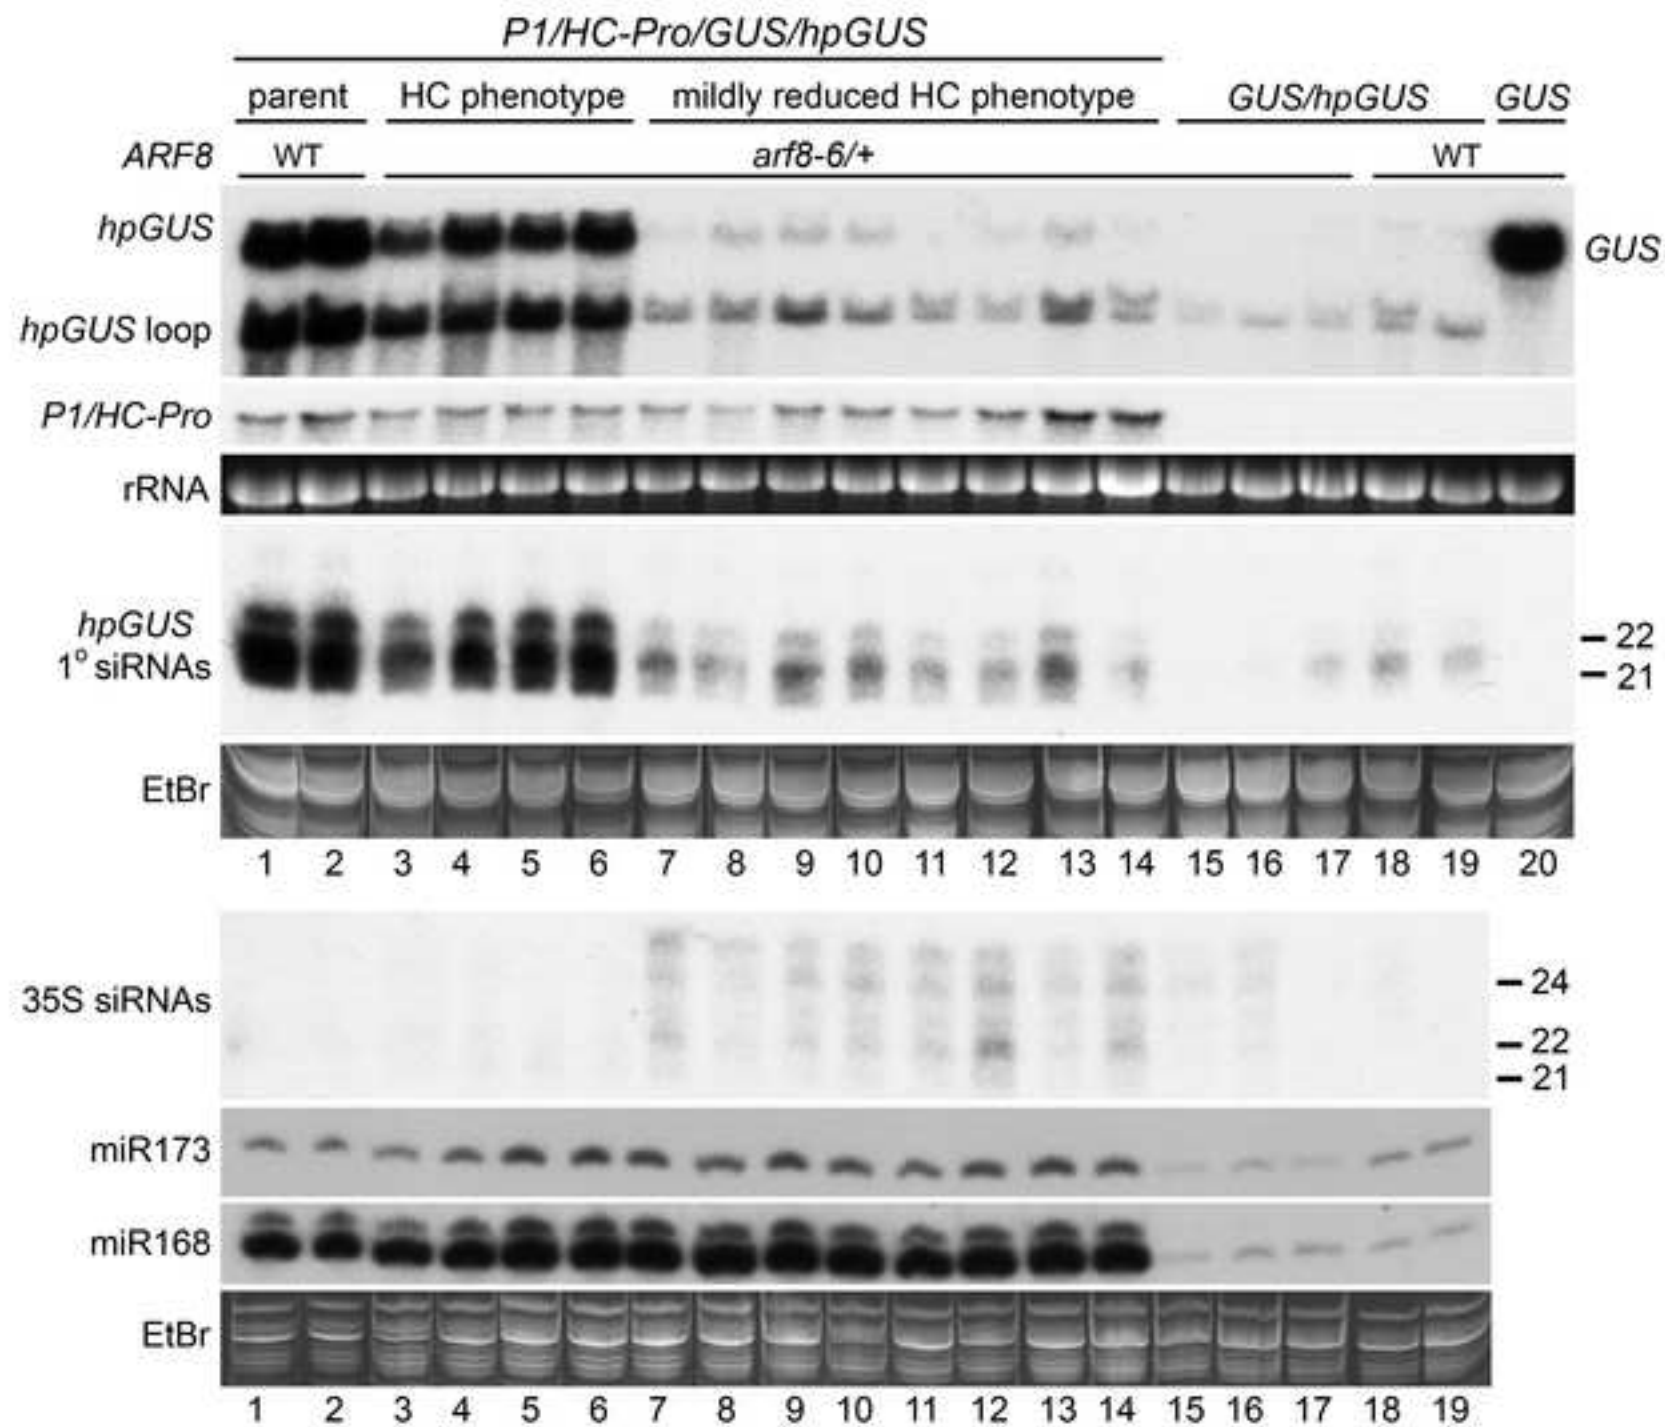 P1/HC-Pro/GUS/hpGUS
parent HC phenotype mildly reduced HC phenotype GUS/hpGUS GUS
ARF8 WT arf8-6/+ WT
hpGUS
GUS
hpGUS loop
P1/HC-Pro
rRNA
hpGUS
1° siRNAs
22
21
EtBr
1 2 3 4 5 6 7 8 9 10 11 12 13 14 15 16 17 18 19 20
35S siRNAs
24
22
21
miR173
miR168
EtBr
1 2 3 4 5 6 7 8 9 10 11 12 13 14 15 16 17 18 19